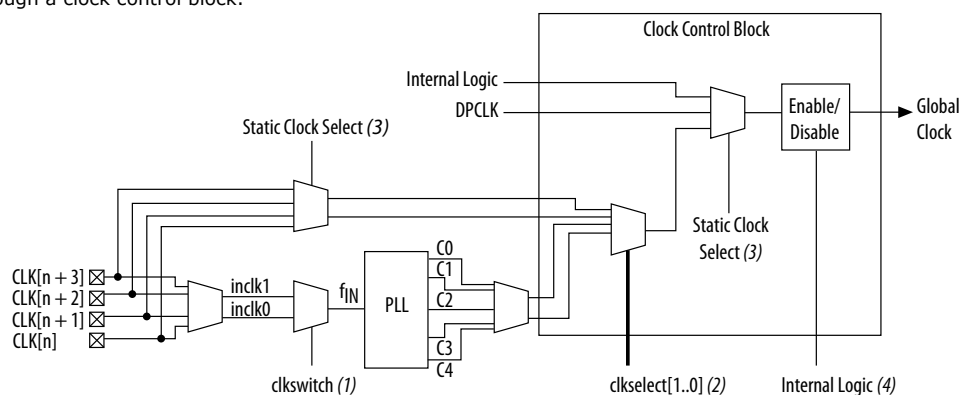 ough a clock control block.
Clock Control Block
Internal Logic
DPCLK
Enable/
Disable
Global
Clock
Static Clock Select (3)
Static Clock
Select (3)
CLK[n + 3]
CLK[n + 2]
CLK[n + 1]
CLK[n]
inclk1
inclk0
fIN
PLL
C0
C1
C2
C3
C4
clkswitch (1)
clkselect[1..0] (2)
Internal Logic (4)